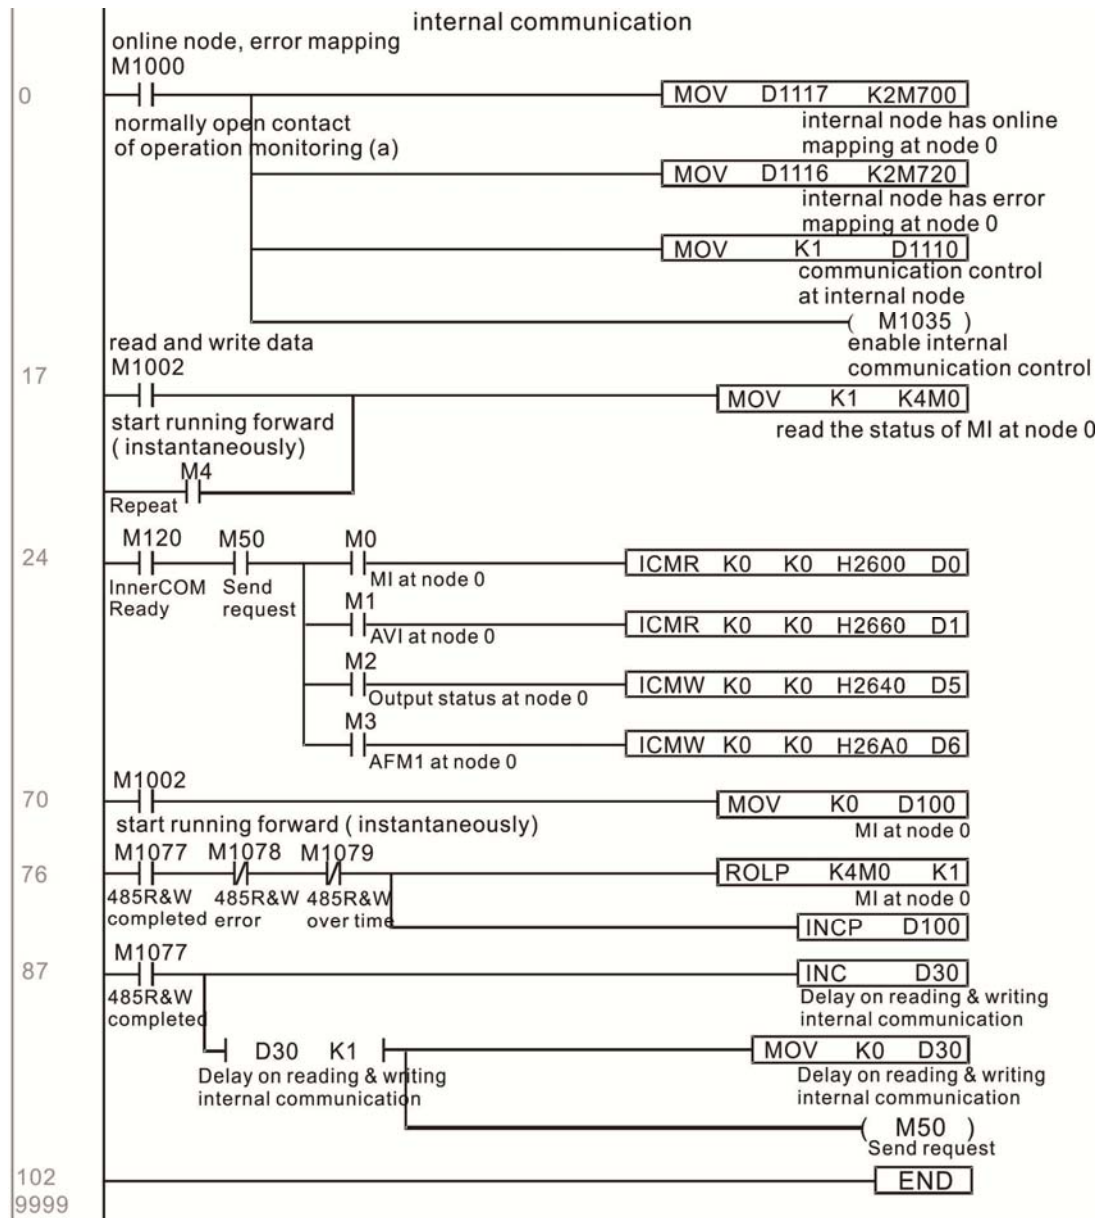 internal communication
online node, error mapping
M1000
0
MOV D1117 K2M700
normally open contact
of operation monitoring (a)
internal node has online
mapping at node 0
MOV D1116 K2M720
internal node has error
mapping at node 0
MOV K1 D1110
communication control
at internal node
( M1035 )
enable internal
communication control
read and write data
17
M1002
MOV K1 K4M0
start running forward
( instantaneously)
read the status of MI at node 0
M4
Repeat
24
M120 M50 M0
ICMR K0 K0 H2600 D0
InnerCOM
Ready
Send
request
MI at node 0
M1
ICMR K0 K0 H2660 D1
AVI at node 0
M2
ICMW K0 K0 H2640 D5
Output status at node 0
M3
ICMW K0 K0 H26A0 D6
AFM1 at node 0
M1002
70
MOV K0 D100
start running forward ( instantaneously)
MI at node 0
M1077 M1078 M1079
76
ROLP K4M0 K1
485R&W
completed
485R&W
error
485R&W
over time
MI at node 0
INCP D100
M1077
87
INC D30
485R&W
completed
Delay on reading & writing
internal communication
D30 K1
MOV K0 D30
Delay on reading & writing
internal communication
Delay on reading & writing
internal communication
( M50 )
Send request
102
END
9999